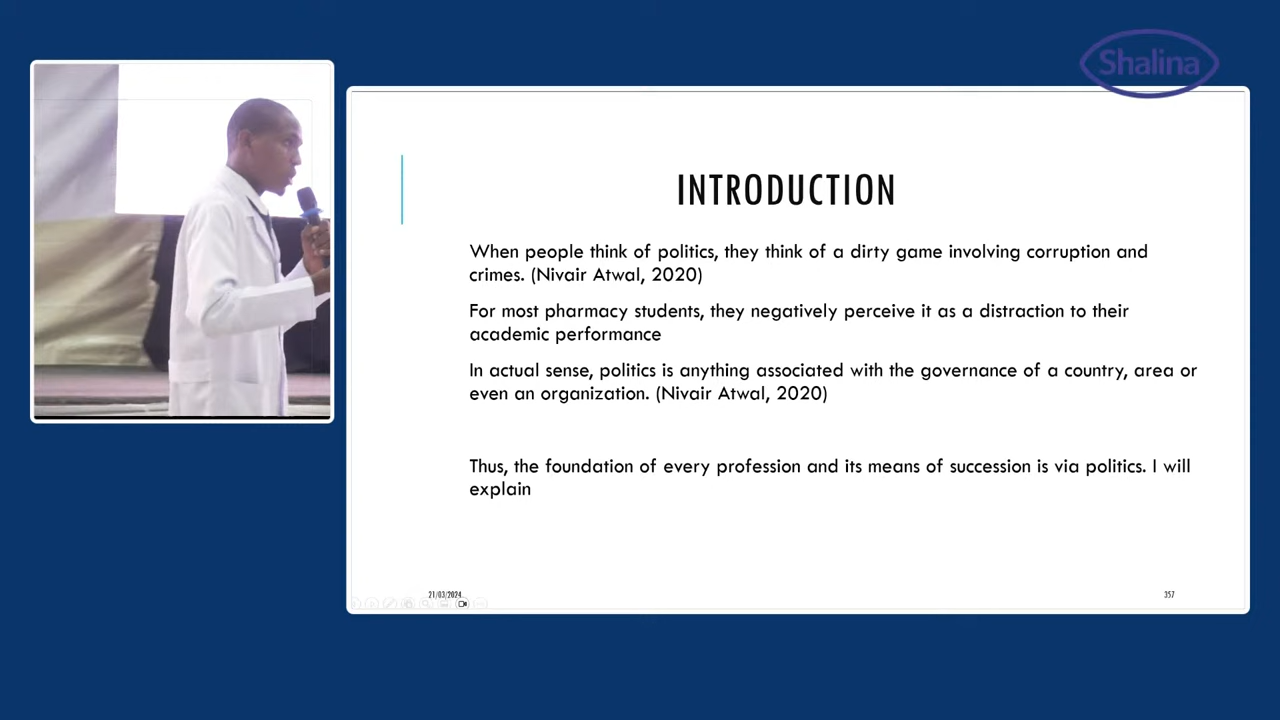 Shalina
INTRODUCTION
When people think of politics, they think of a dirty game involving corruption and
crimes. (Nivair Atwal, 2020)
For most pharmacy students, they negatively perceive it as a distraction to their
academic performance
In actual sense, politics is anything associated with the governance of a country, area or
even an organization. (Nivair Atwal, 2020)
Thus, the foundation of every profession and its means of succession is via politics. I will
explain
21/03/2024
357